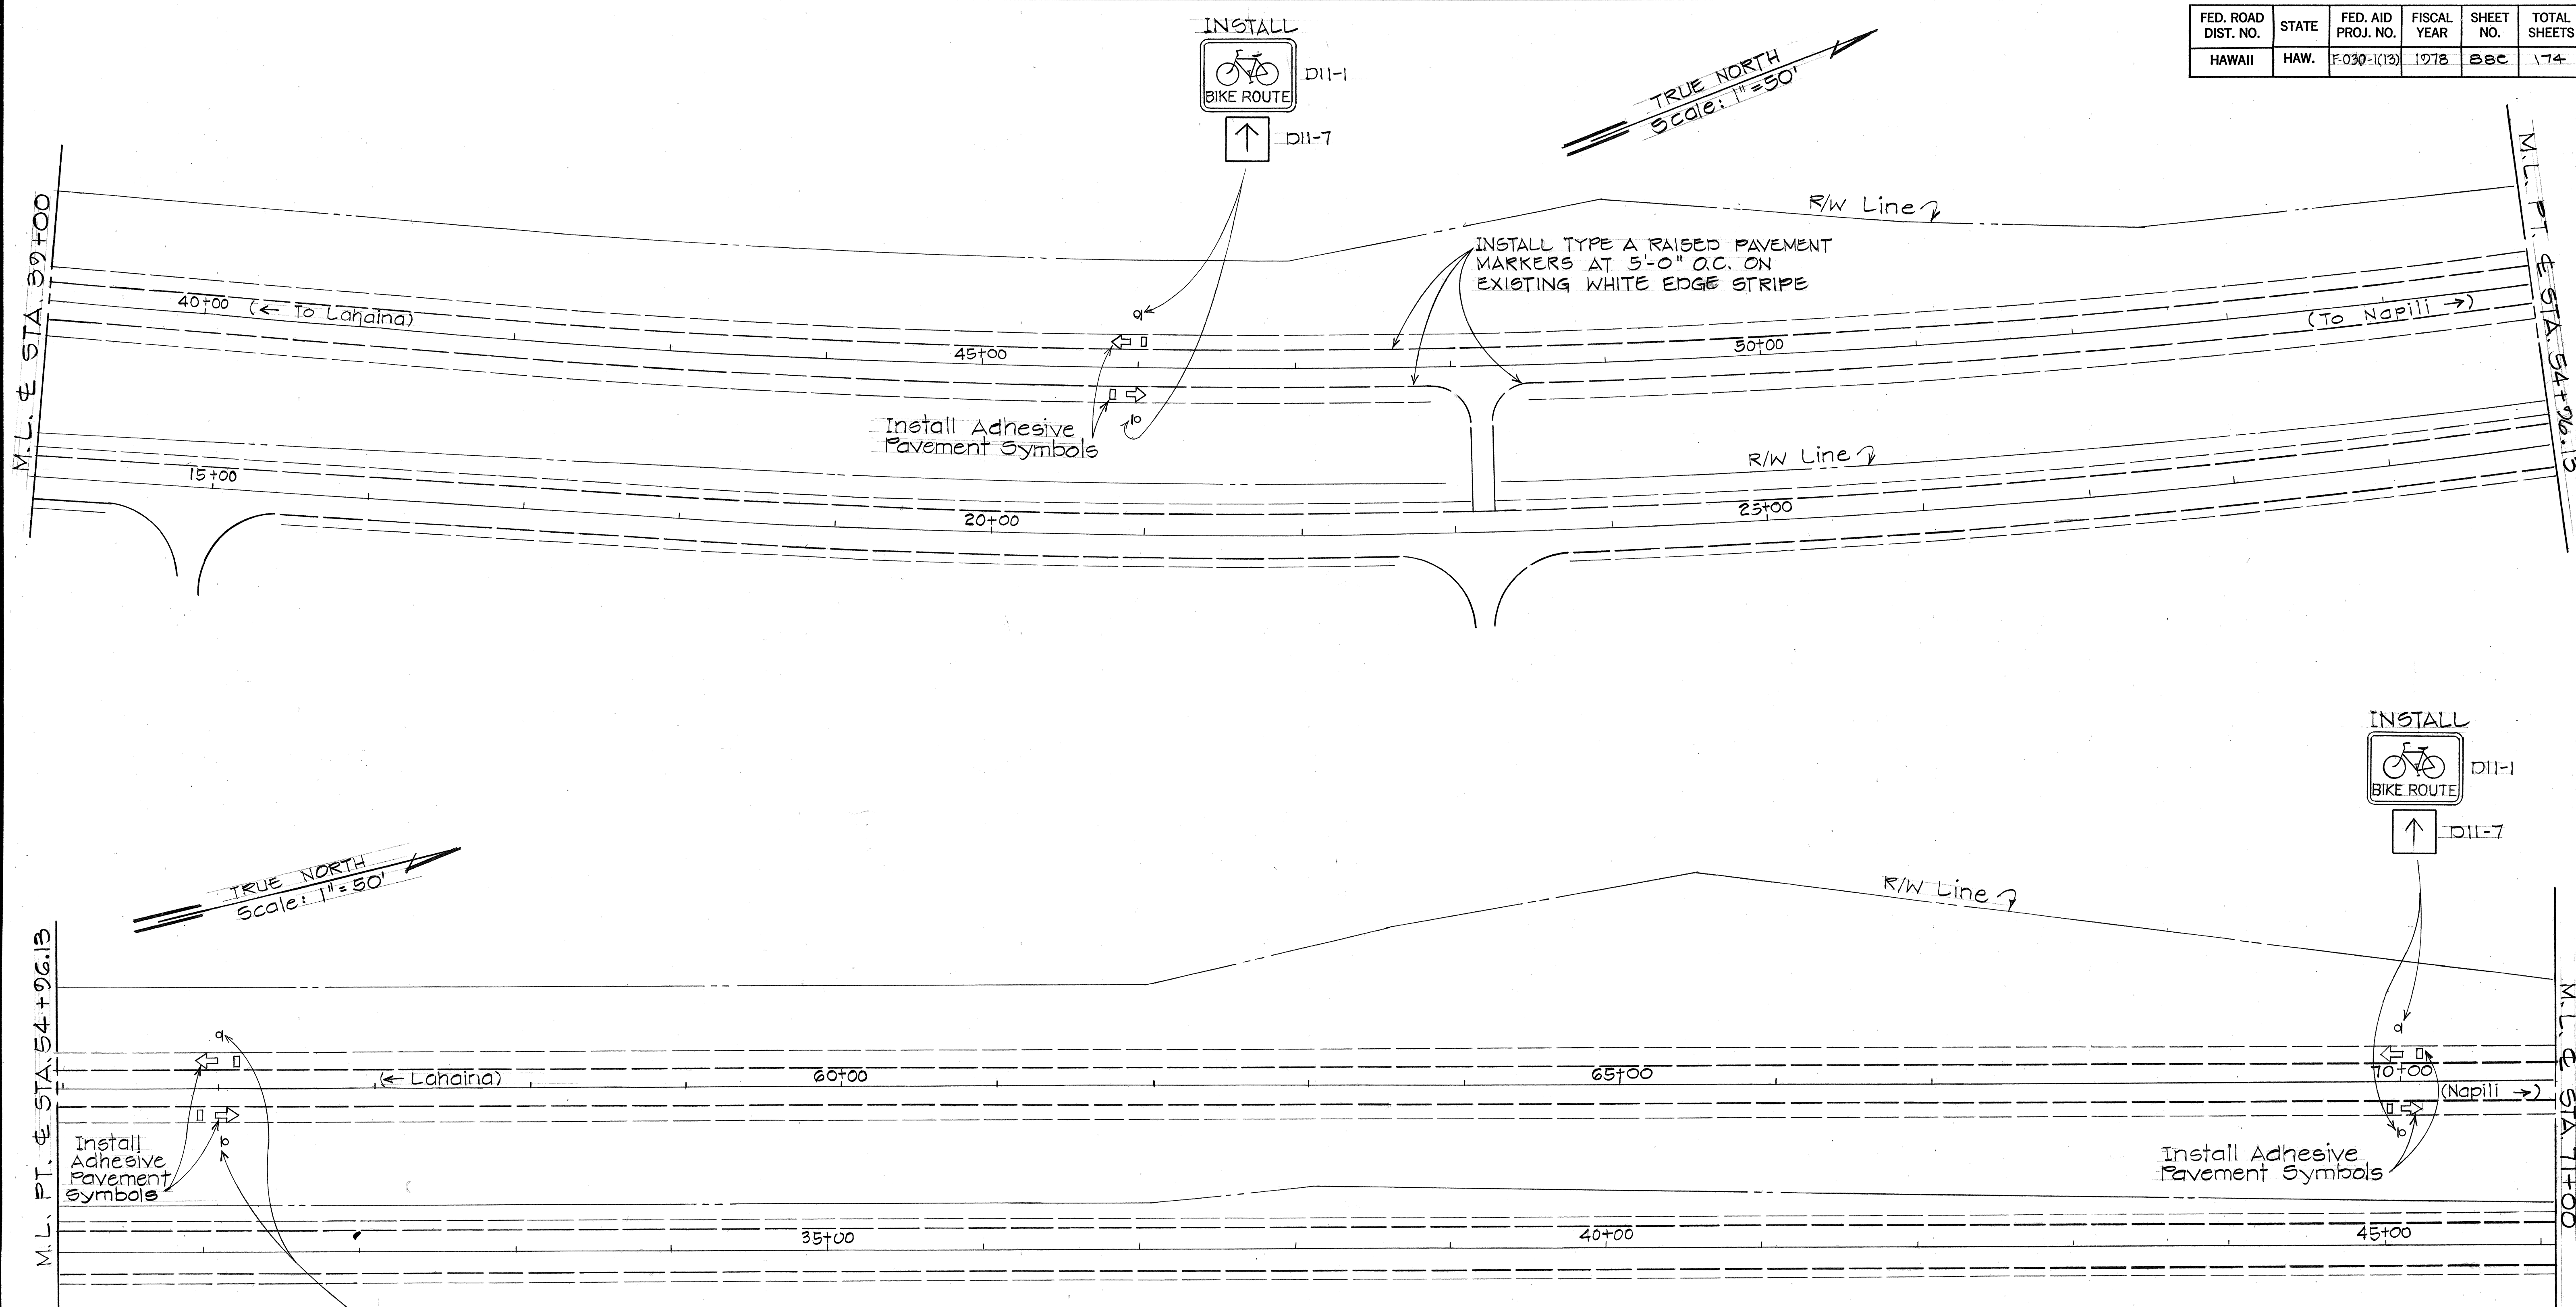 FED. ROAD DIST. NO. STATE FED. AID PROJ. NO. FISCAL YEAR SHEET NO. TOTAL SHEETS
HAWAII HAW. F-030-1(13) 1978 88C 174
INSTALL
BIKE ROUTE
D11-1
D11-7
TRUE NORTH
Scale: 1"=50'
M.L. ℄ STA. 39+00
M.L. PT. ℄ STA. 54+96.13
R/W Line
INSTALL TYPE A RAISED PAVEMENT
MARKERS AT 5'-0" O.C. ON
EXISTING WHITE EDGE STRIPE
40+00 (← To Lahaina)
45+00
50+00
(To Napili →)
Install Adhesive
Pavement Symbols
R/W Line
15+00
20+00
25+00
INSTALL
BIKE ROUTE
D11-1
D11-7
TRUE NORTH
Scale: 1"=50'
R/W Line
M.L. PT. ℄ STA. 54+96.13
M.L. ℄ STA. 71+00
(← Lahaina)
60+00
65+00
70+00
(Napili →)
Install
Adhesive
Pavement
Symbols
Install Adhesive
Pavement Symbols
35+00
40+00
45+00